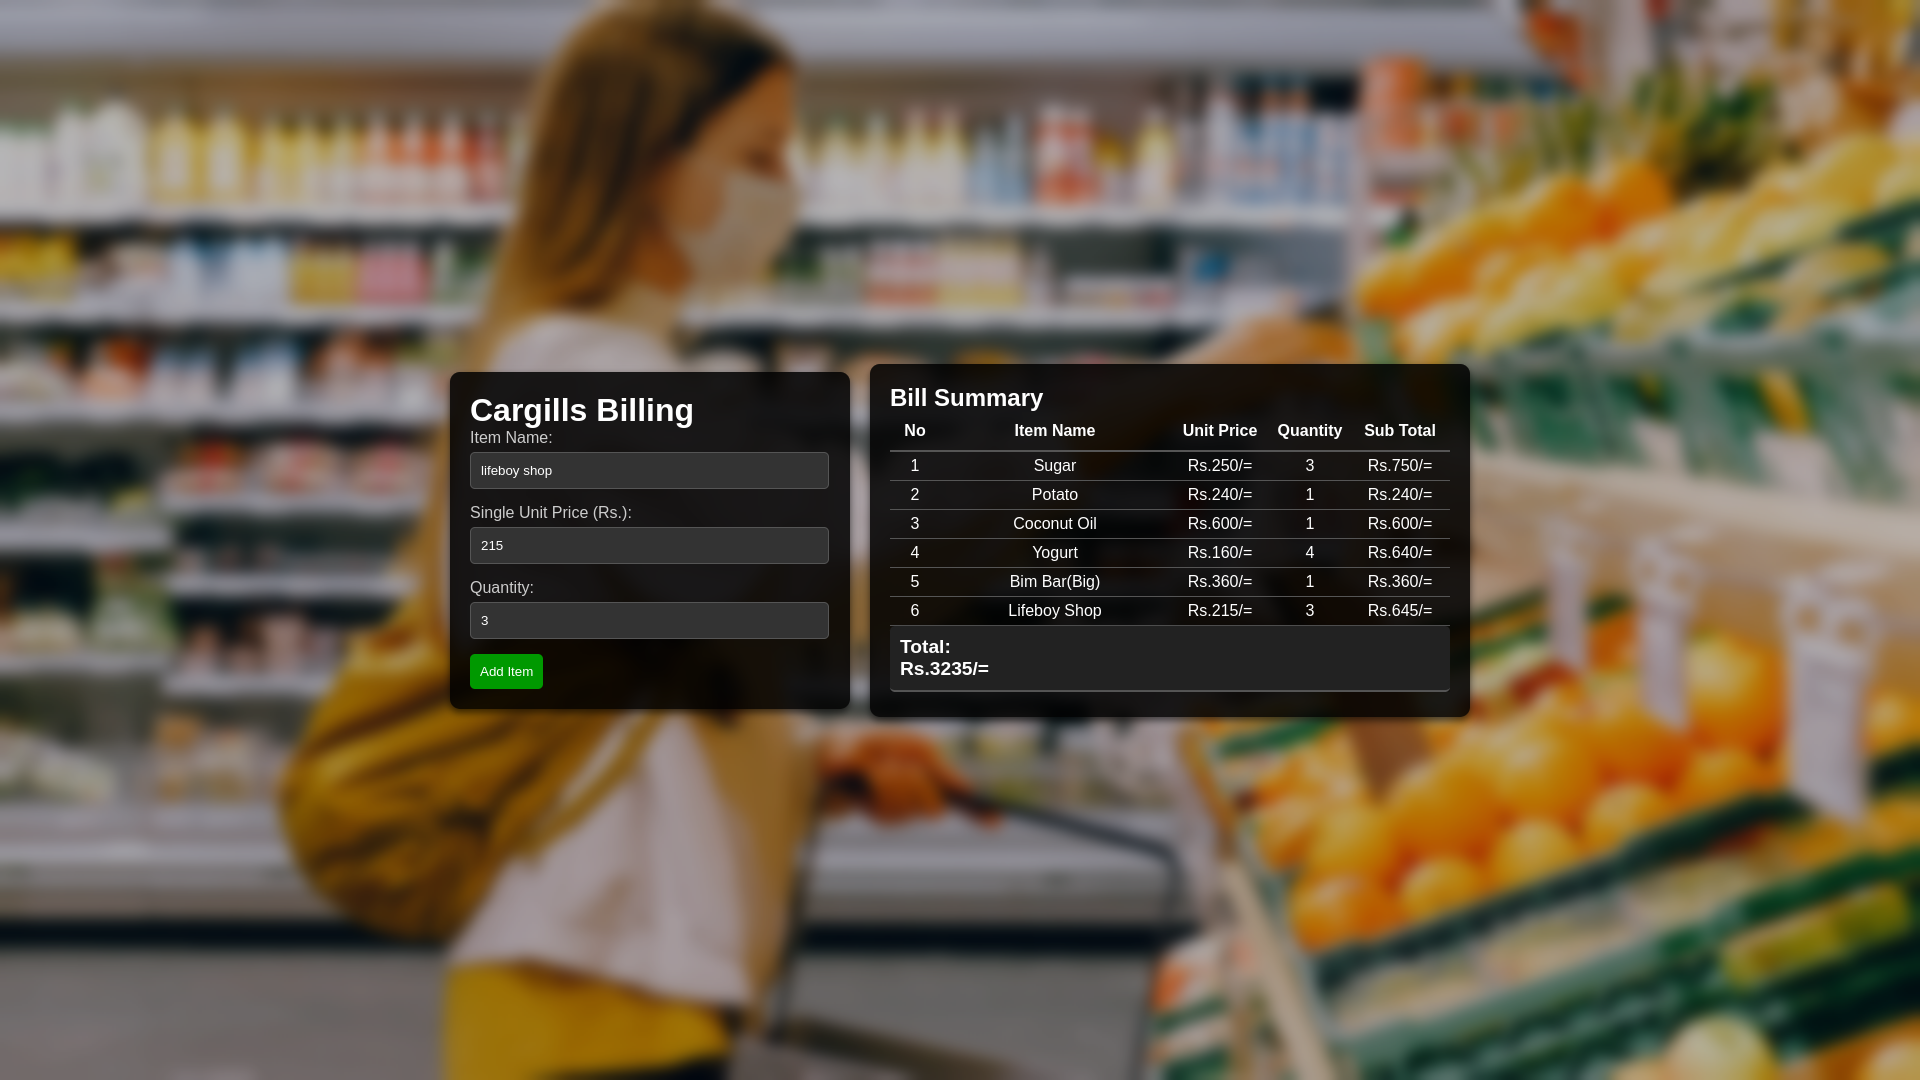 Cargills Billing
Item Name:
lifeboy shop
Single Unit Price (Rs.):
215
Quantity:
3
Add Item
Bill Summary
No Item Name Unit Price Quantity Sub Total
1 Sugar Rs.250/= 3 Rs.750/=
2 Potato Rs.240/= 1 Rs.240/=
3 Coconut Oil Rs.600/= 1 Rs.600/=
4 Yogurt Rs.160/= 4 Rs.640/=
5 Bim Bar(Big) Rs.360/= 1 Rs.360/=
6 Lifeboy Shop Rs.215/= 3 Rs.645/=
Total:
Rs.3235/=